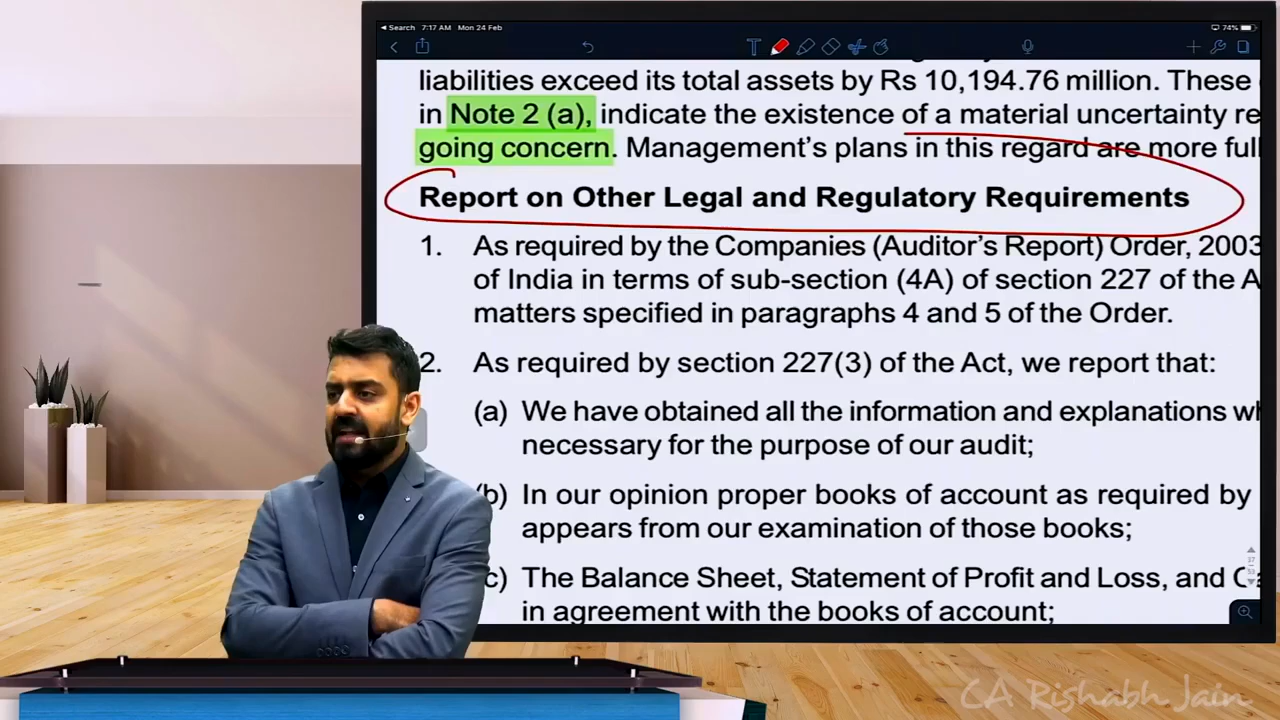 Search 7:17 AM Mon 24 Feb
74%
liabilities exceed its total assets by Rs 10,194.76 million. These
in Note 2 (a), indicate the existence of a material uncertainty re
going concern. Management's plans in this regard are more full
Report on Other Legal and Regulatory Requirements
1. As required by the Companies (Auditor's Report) Order, 2003
of India in terms of sub-section (4A) of section 227 of the A
matters specified in paragraphs 4 and 5 of the Order.
2. As required by section 227(3) of the Act, we report that:
(a) We have obtained all the information and explanations wh
necessary for the purpose of our audit;
(b) In our opinion proper books of account as required by
appears from our examination of those books;
c) The Balance Sheet, Statement of Profit and Loss, and Ca
in agreement with the books of account;
CA Rishabh Jain